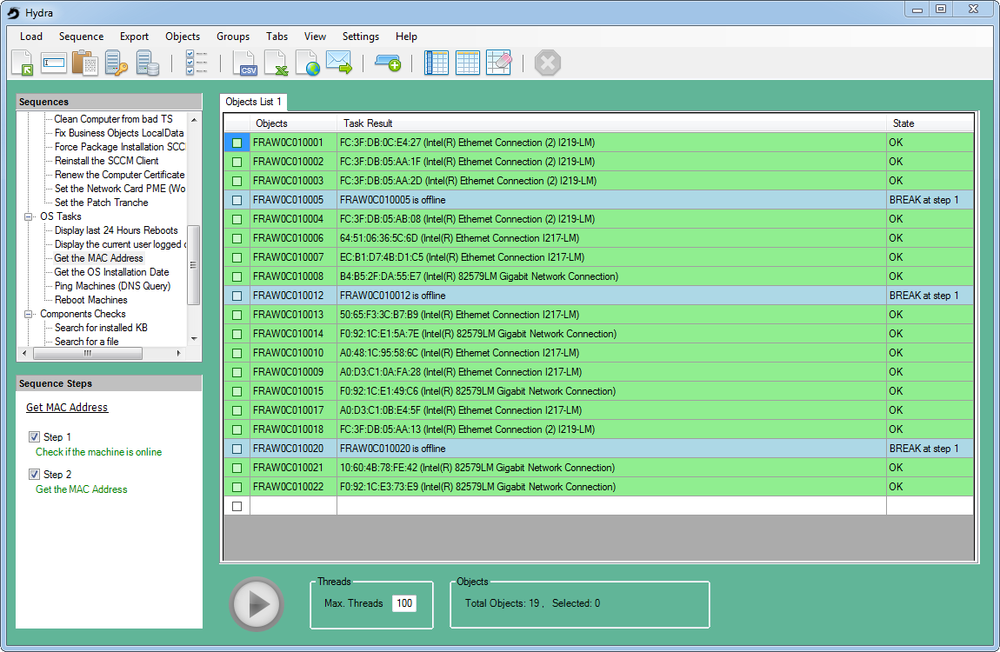 Hydra
Load Sequence Export Objects Groups Tabs View Settings Help
CSV
Sequences
Clean Computer from bad TS
Fix Business Objects LocalData
Force Package Installation SCC
Reinstall the SCCM Client
Renew the Computer Certificate
Set the Network Card PME (Wo
Set the Patch Tranche
OS Tasks
Display last 24 Hours Reboots
Display the current user logged o
Get the MAC Address
Get the OS Installation Date
Ping Machines (DNS Query)
Reboot Machines
Components Checks
Search for installed KB
Search for a file
Sequence Steps
Get MAC Address
Step 1
Check if the machine is online
Step 2
Get the MAC Address
Objects List 1
Objects Task Result State
FRAW0C010001 FC:3F:DB:0C:E4:27 (Intel(R) Ethernet Connection (2) I219-LM) OK
FRAW0C010002 FC:3F:DB:05:AA:1F (Intel(R) Ethernet Connection (2) I219-LM) OK
FRAW0C010003 FC:3F:DB:05:AA:2D (Intel(R) Ethernet Connection (2) I219-LM) OK
FRAW0C010005 FRAW0C010005 is offline BREAK at step 1
FRAW0C010004 FC:3F:DB:05:AB:08 (Intel(R) Ethernet Connection (2) I219-LM) OK
FRAW0C010006 64:51:06:36:5C:6D (Intel(R) Ethernet Connection I217-LM) OK
FRAW0C010007 EC:B1:D7:4B:D1:C5 (Intel(R) Ethernet Connection I217-LM) OK
FRAW0C010008 B4:B5:2F:DA:55:E7 (Intel(R) 82579LM Gigabit Network Connection) OK
FRAW0C010012 FRAW0C010012 is offline BREAK at step 1
FRAW0C010013 50:65:F3:3C:B7:B9 (Intel(R) Ethernet Connection I217-LM) OK
FRAW0C010014 F0:92:1C:E1:5A:7E (Intel(R) 82579LM Gigabit Network Connection) OK
FRAW0C010010 A0:48:1C:95:58:6C (Intel(R) Ethernet Connection I217-LM) OK
FRAW0C010009 A0:D3:C1:0A:FA:28 (Intel(R) Ethernet Connection I217-LM) OK
FRAW0C010015 F0:92:1C:E1:49:C6 (Intel(R) 82579LM Gigabit Network Connection) OK
FRAW0C010017 A0:D3:C1:0B:E4:5F (Intel(R) Ethernet Connection I217-LM) OK
FRAW0C010018 FC:3F:DB:05:AA:13 (Intel(R) Ethernet Connection (2) I219-LM) OK
FRAW0C010020 FRAW0C010020 is offline BREAK at step 1
FRAW0C010021 10:60:4B:78:FE:42 (Intel(R) 82579LM Gigabit Network Connection) OK
FRAW0C010022 F0:92:1C:E3:73:E9 (Intel(R) 82579LM Gigabit Network Connection) OK
Threads
Max. Threads 100
Objects
Total Objects: 19 , Selected: 0